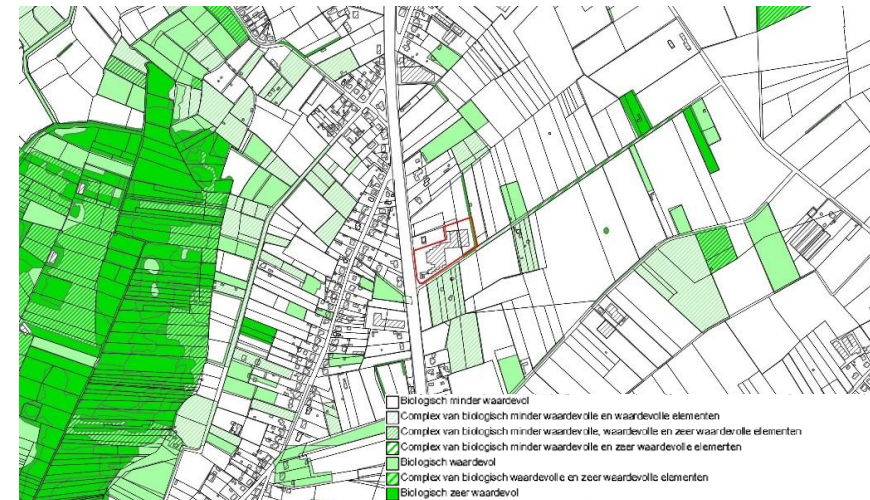 Biologisch minder waardevol
Complex van biologisch minder waardevolle en waardevolle elementen
Complex van biologisch minder waardevolle, waardevolle en zeer waardevolle elementen
Complex van biologisch minder waardevolle en zeer waardevolle elementen
Biologisch waardevol
Complex van biologisch waardevolle en zeer waardevolle elementen
Biologisch zeer waardevol